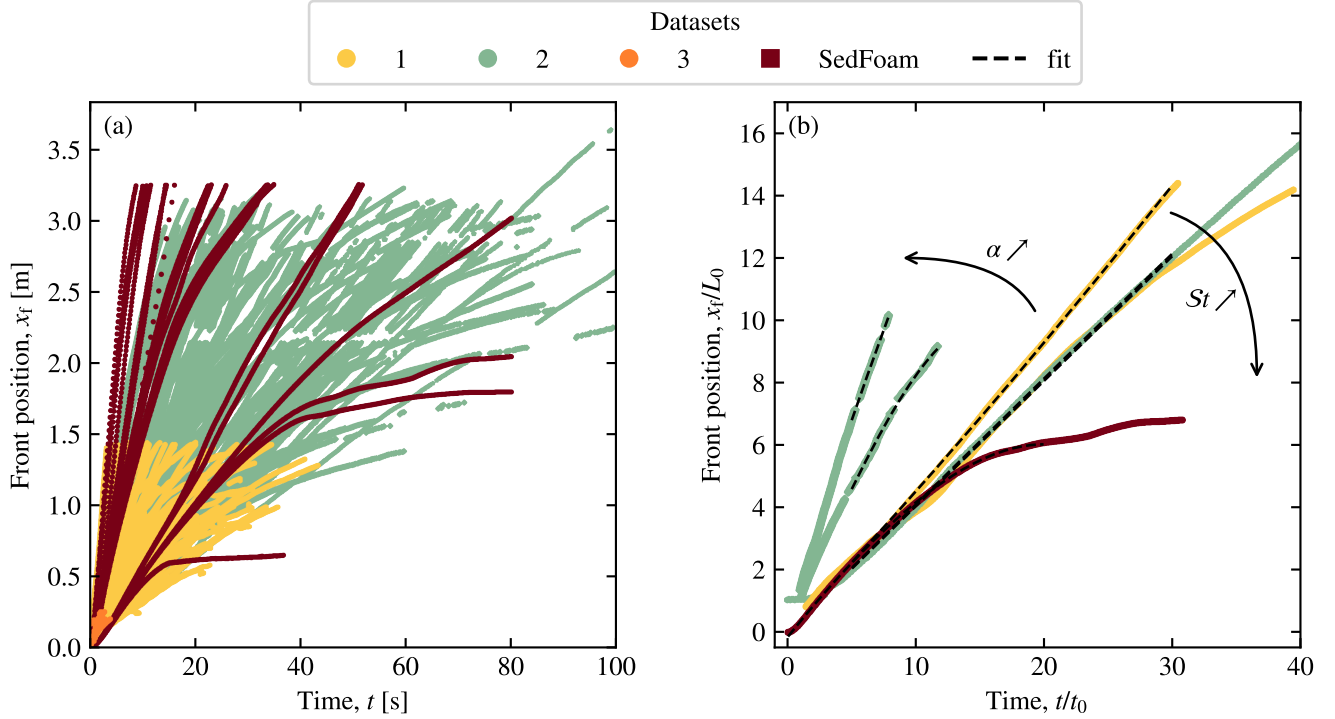 Datasets
1 2 3 SedFoam fit
(a)
3.5
3.0
2.5
2.0
1.5
1.0
0.5
0.0
Front position, x_f [m]
0 20 40 60 80 100
Time, t [s]
(b)
16
14
12
10
8
6
4
2
0
Front position, x_f/L_0
α ↗
St ↗
0 10 20 30 40
Time, t/t_0